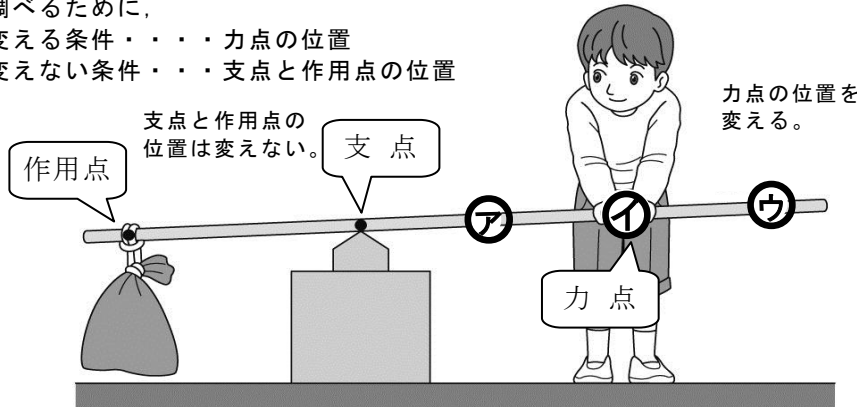 調べるために，
変える条件・・・・力点の位置
変えない条件・・・支点と作用点の位置
支点と作用点の
位置は変えない。
力点の位置を
変える。
作用点
支 点
ア
イ
ウ
力 点